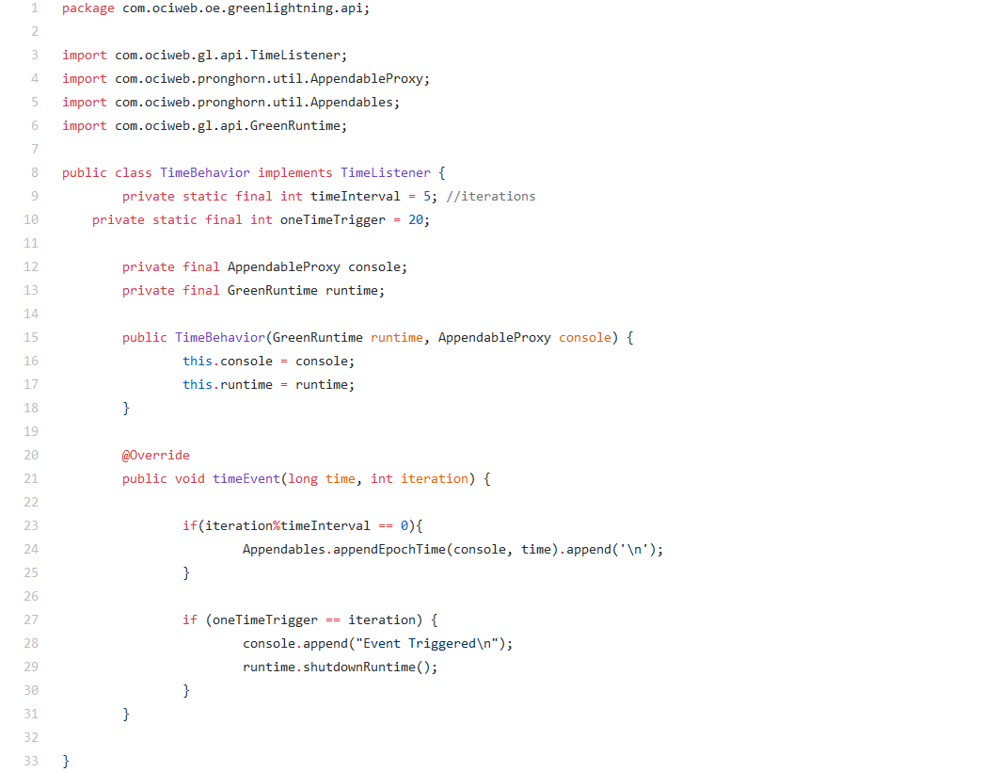 1 package com.ociweb.oe.greenlightning.api;
2
3 import com.ociweb.gl.api.TimeListener;
4 import com.ociweb.pronghorn.util.AppendableProxy;
5 import com.ociweb.pronghorn.util.Appendables;
6 import com.ociweb.gl.api.GreenRuntime;
7
8 public class TimeBehavior implements TimeListener {
9 private static final int timeInterval = 5; //iterations
10 private static final int oneTimeTrigger = 20;
11
12 private final AppendableProxy console;
13 private final GreenRuntime runtime;
14
15 public TimeBehavior(GreenRuntime runtime, AppendableProxy console) {
16 this.console = console;
17 this.runtime = runtime;
18 }
19
20 @Override
21 public void timeEvent(long time, int iteration) {
22
23 if(iteration%timeInterval == 0){
24 Appendables.appendEpochTime(console, time).append('\n');
25 }
26
27 if (oneTimeTrigger == iteration) {
28 console.append("Event Triggered\n");
29 runtime.shutdownRuntime();
30 }
31 }
32
33 }